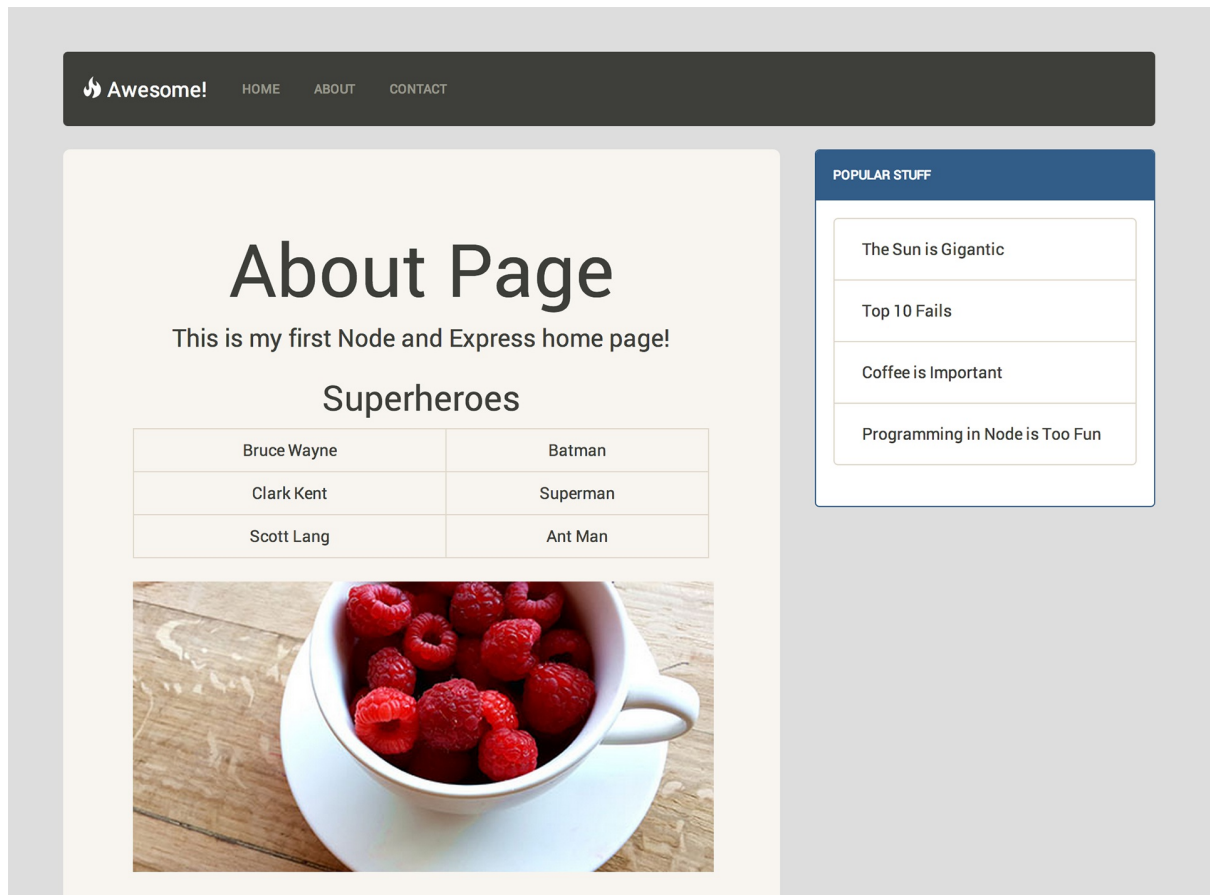 Awesome! HOME ABOUT CONTACT
About Page
This is my first Node and Express home page!
Superheroes
Bruce Wayne Batman
Clark Kent Superman
Scott Lang Ant Man
POPULAR STUFF
The Sun is Gigantic
Top 10 Fails
Coffee is Important
Programming in Node is Too Fun